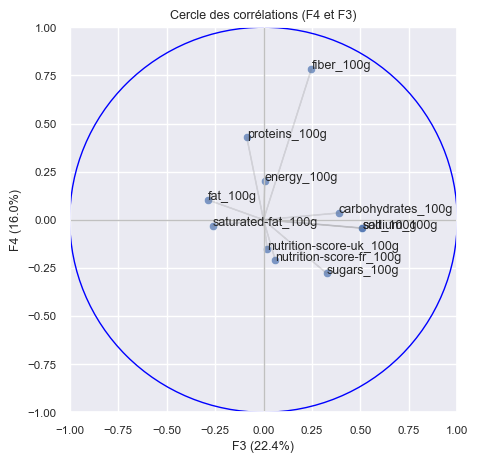 Cercle des corrélations (F4 et F3)
1.00
0.75
0.50
0.25
0.00
−0.25
−0.50
−0.75
−1.00
F4 (16.0%)
fiber_100g
proteins_100g
energy_100g
fat_100g
carbohydrates_100g
saturated-fat_100g
sodium_100g
nutrition-score-uk_100g
nutrition-score-fr_100g
sugars_100g
−1.00 −0.75 −0.50 −0.25 0.00 0.25 0.50 0.75 1.00
F3 (22.4%)